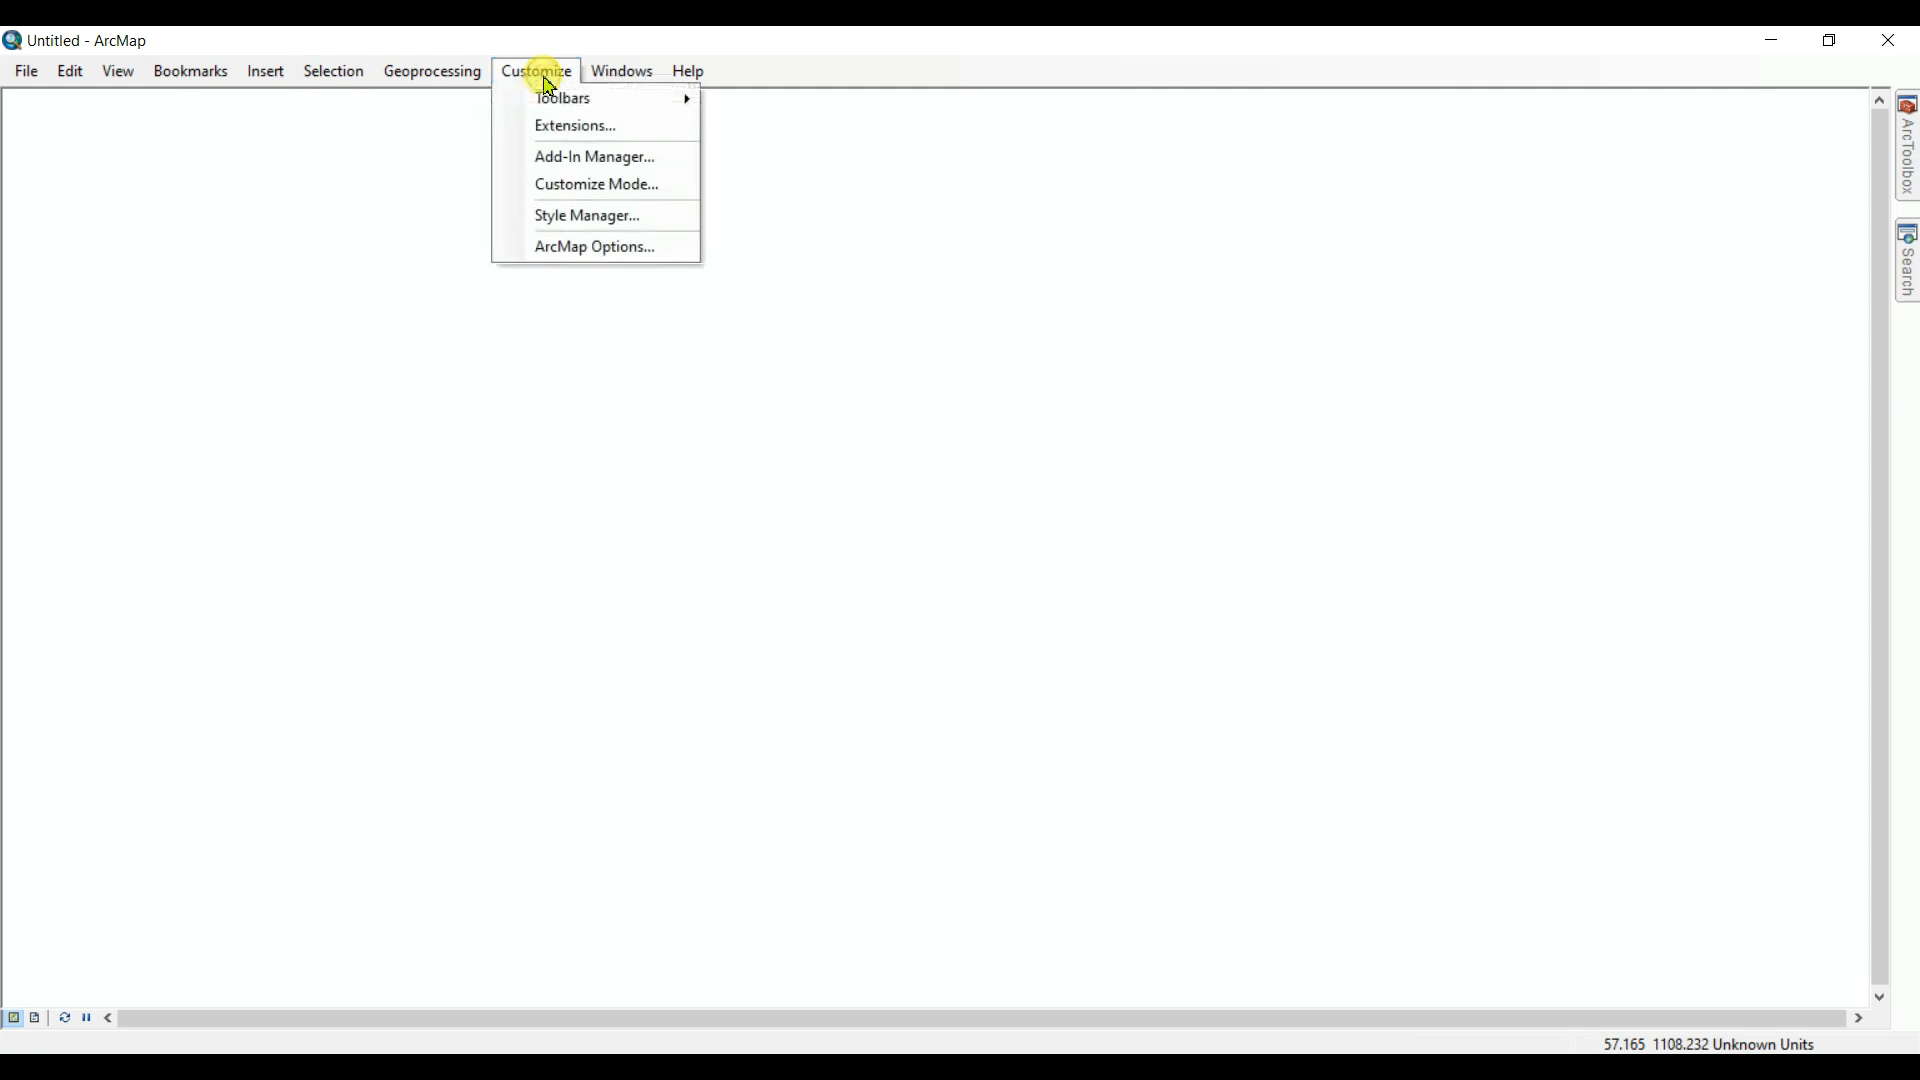 Untitled - ArcMap
File Edit View Bookmarks Insert Selection Geoprocessing Customize Windows Help
Toolbars
Extensions...
Add-In Manager...
Customize Mode...
Style Manager...
ArcMap Options...
ArcToolbox
Search
57.165 1108.232 Unknown Units